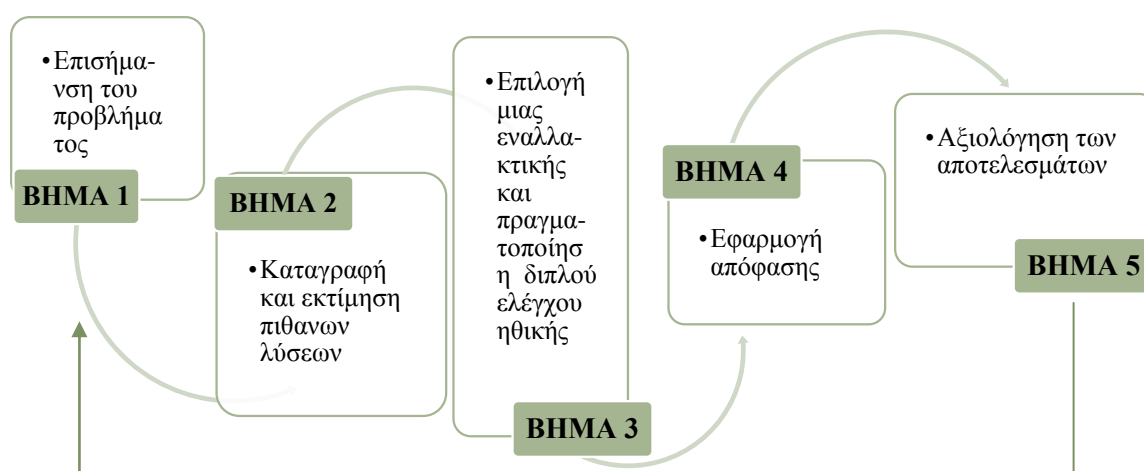 •Επισήμα-
νση του
προβλήμα
τος
ΒΗΜΑ 1
ΒΗΜΑ 2
•Καταγραφή
και εκτίμηση
πιθανων
λύσεων
•Επιλογή
μιας
εναλλα-
κτικής
και
πραγμα-
τοποίησ
η διπλού
ελέγχου
ηθικής
ΒΗΜΑ 3
ΒΗΜΑ 4
•Εφαρμογή
απόφασης
•Αξιολόγηση των
αποτελεσμάτων
ΒΗΜΑ 5